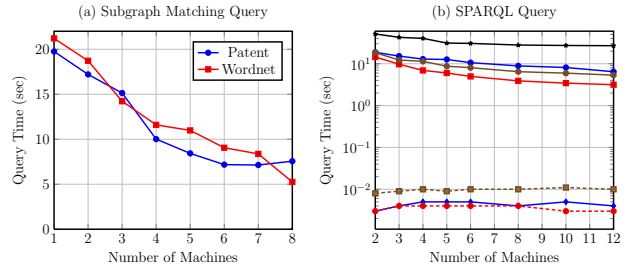 (a) Subgraph Matching Query
(b) SPARQL Query
Query Time (sec)
20
15
10
5
0
Patent
Wordnet
1 2 3 4 5 6 7 8
Number of Machines
Query Time (sec)
10^1
10^0
10^−2
2 3 4 5 6 7 8 9 10 11 12
Number of Machines